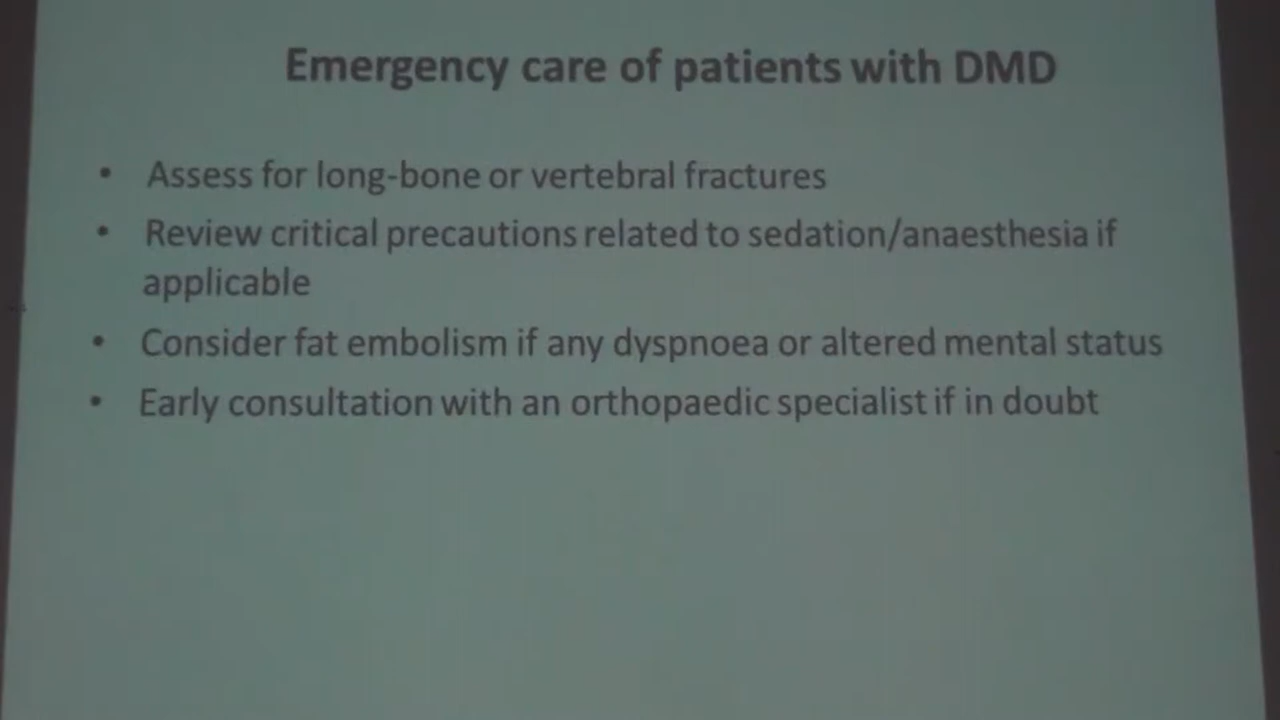 Emergency care of patients with DMD
• Assess for long-bone or vertebral fractures
• Review critical precautions related to sedation/anaesthesia if
applicable
• Consider fat embolism if any dyspnoea or altered mental status
• Early consultation with an orthopaedic specialist if in doubt